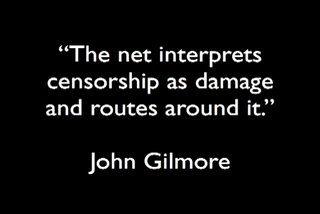 “The net interprets
censorship as damage
and routes around it.”
John Gilmore